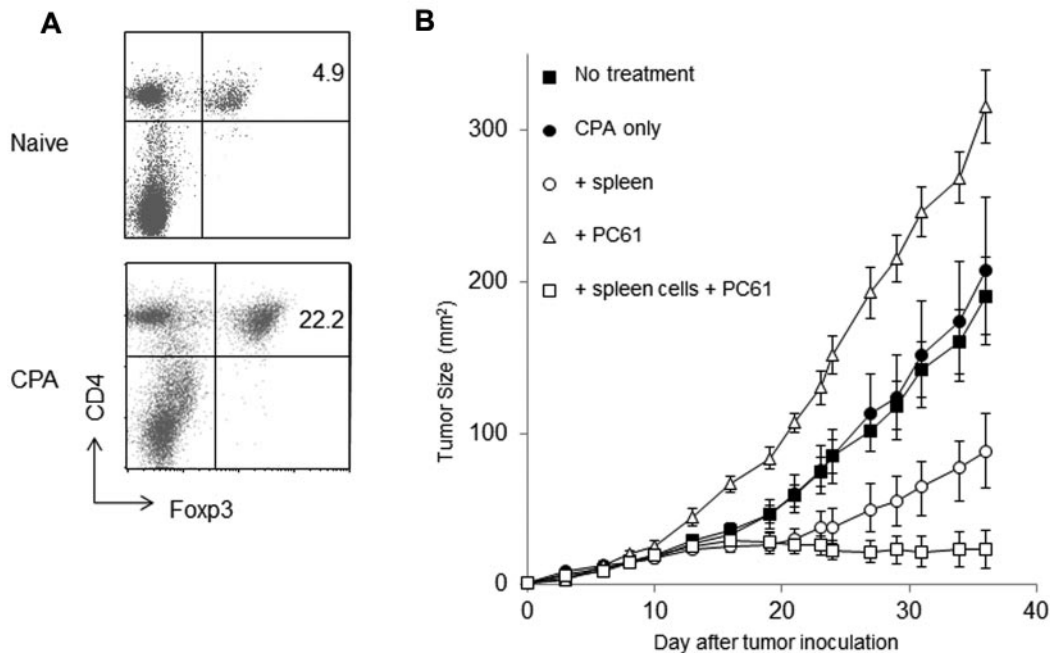 A
Naive
4.9
CPA
22.2
CD4
Foxp3
B
No treatment
CPA only
+ spleen
+ PC61
+ spleen cells + PC61
Tumor Size (mm²)
300
200
100
0
0 10 20 30 40
Day after tumor inoculation